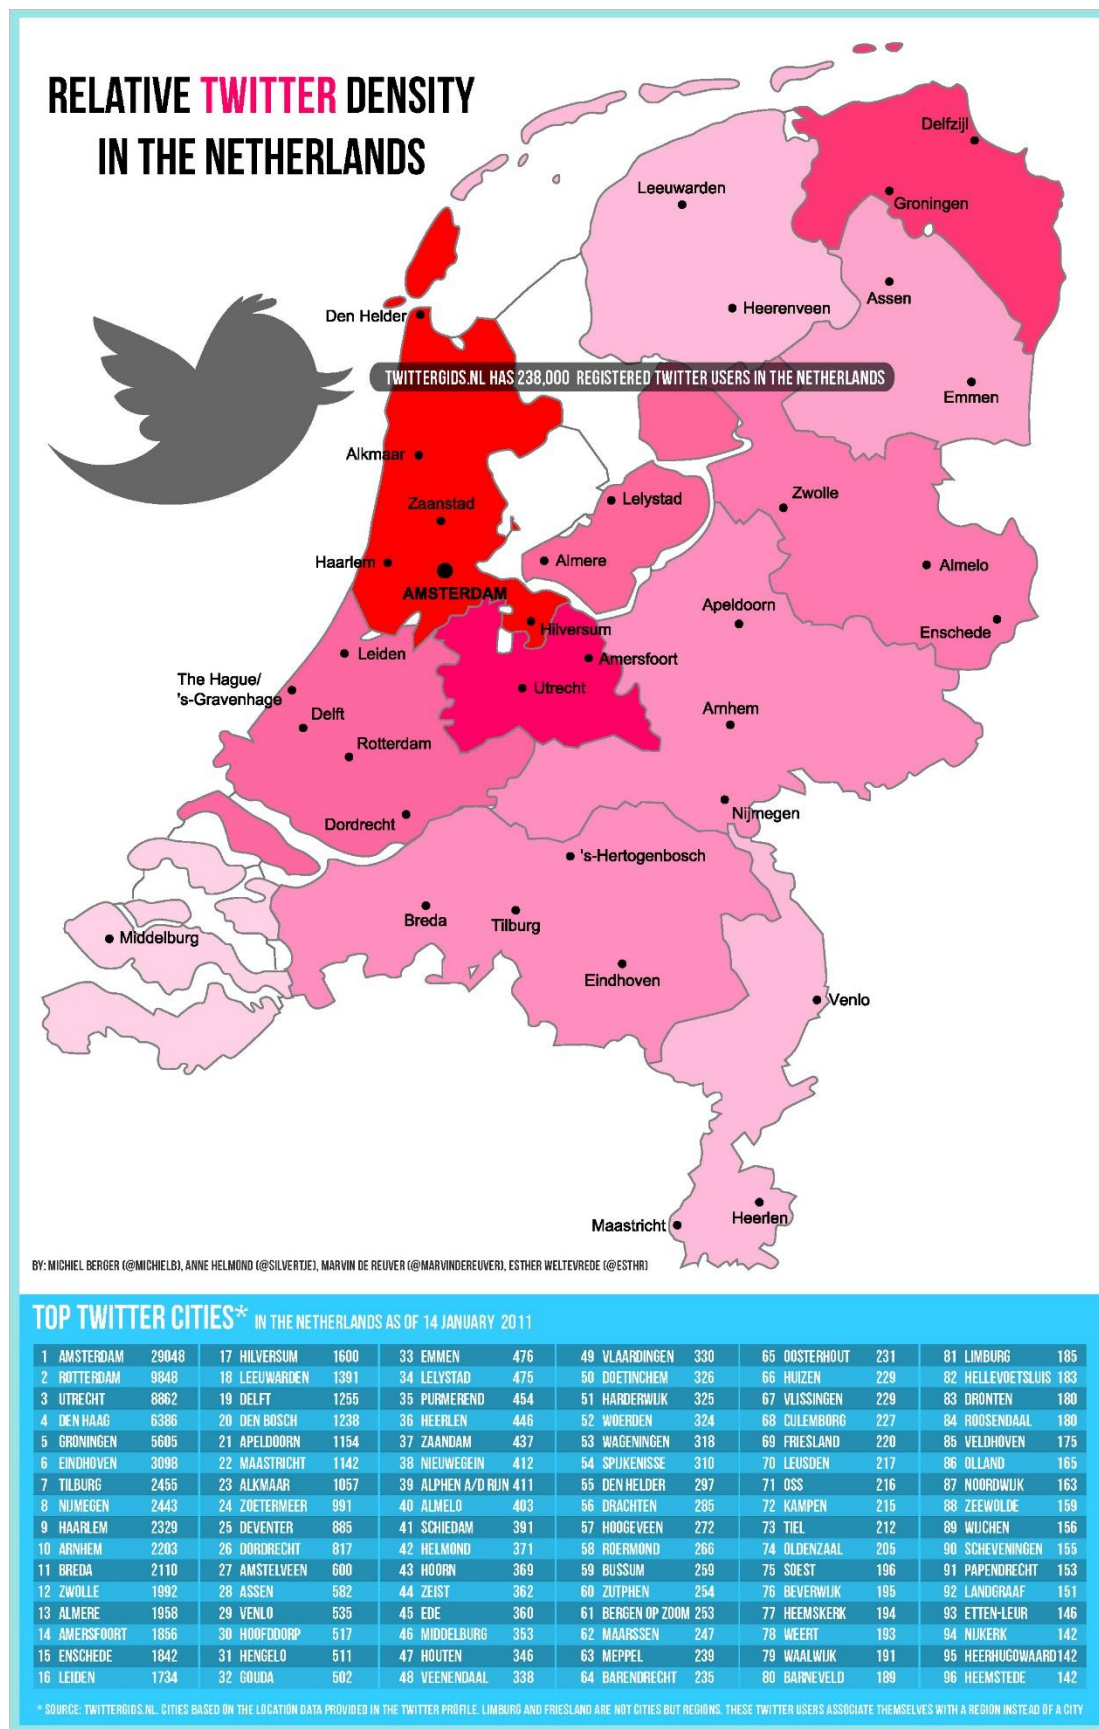 RELATIVE TWITTER DENSITY
IN THE NETHERLANDS
Delfzijl
Leeuwarden
Groningen
Assen
Heerenveen
Den Helder
TWITTERGIDS.NL HAS 238,000 REGISTERED TWITTER USERS IN THE NETHERLANDS
Emmen
Alkmaar
Zwolle
Lelystad
Zaanstad
Haarlem
Almere
Almelo
AMSTERDAM
Apeldoorn
Hilversum
Enschede
Leiden
Amersfoort
The Hague/
's-Gravenhage
Utrecht
Delft
Arnhem
Rotterdam
Nijmegen
Dordrecht
's-Hertogenbosch
Breda
Tilburg
Middelburg
Eindhoven
Venlo
Maastricht
Heerlen
BY: MICHIEL BERGER (@MICHIELB), ANNE HELMOND (@SILVERTJE), MARVIN DE REUVER (@MARVINDEREUVER), ESTHER WELTEVREDE (@ESTHR)
TOP TWITTER CITIES* IN THE NETHERLANDS AS OF 14 JANUARY 2011
1 AMSTERDAM 29048 17 HILVERSUM 1600 33 EMMEN 476 49 VLAARDINGEN 330 65 OOSTERHOUT 231 81 LIMBURG 185
2 ROTTERDAM 9848 18 LEEUWARDEN 1391 34 LELYSTAD 475 50 DOETINCHEM 326 66 HUIZEN 229 82 HELLEVOETSLUIS 183
3 UTRECHT 8862 19 DELFT 1255 35 PURMEREND 454 51 HARDERWIJK 325 67 VLISSINGEN 229 83 DRONTEN 180
4 DEN HAAG 6386 20 DEN BOSCH 1238 36 HEERLEN 446 52 WOERDEN 324 68 CULEMBORG 227 84 ROOSENDAAL 180
5 GRONINGEN 5605 21 APELDOORN 1154 37 ZAANDAM 437 53 WAGENINGEN 318 69 FRIESLAND 220 85 VELDHOVEN 175
6 EINDHOVEN 3098 22 MAASTRICHT 1142 38 NIEUWEGEIN 412 54 SPIJKENISSE 310 70 LEUSDEN 217 86 OLLAND 165
7 TILBURG 2455 23 ALKMAAR 1057 39 ALPHEN A/D RIJN 411 55 DEN HELDER 297 71 OSS 216 87 NOORDWIJK 163
8 NIJMEGEN 2443 24 ZOETERMEER 991 40 ALMELO 403 56 DRACHTEN 285 72 KAMPEN 215 88 ZEEWOLDE 159
9 HAARLEM 2329 25 DEVENTER 885 41 SCHIEDAM 391 57 HOOGEVEEN 272 73 TIEL 212 89 WIJCHEN 156
10 ARNHEM 2203 26 DORDRECHT 817 42 HELMOND 371 58 ROERMOND 266 74 OLDENZAAL 205 90 SCHEVENINGEN 155
11 BREDA 2110 27 AMSTELVEEN 600 43 HOORN 369 59 BUSSUM 259 75 SOEST 196 91 PAPENDRECHT 153
12 ZWOLLE 1992 28 ASSEN 582 44 ZEIST 362 60 ZUTPHEN 254 76 BEVERWIJK 195 92 LANDGRAAF 151
13 ALMERE 1958 29 VENLO 535 45 EDE 360 61 BERGEN OP ZOOM 253 77 HEEMSKERK 194 93 ETTEN-LEUR 146
14 AMERSFOORT 1856 30 HOOFDDORP 517 46 MIDDELBURG 353 62 MAARSSEN 247 78 WEERT 193 94 NIJKERK 142
15 ENSCHEDE 1842 31 HENGELO 511 47 HOUTEN 346 63 MEPPEL 239 79 WAALWIJK 191 95 HEERHUGOWAARD 142
16 LEIDEN 1734 32 GOUDA 502 48 VEENENDAAL 338 64 BARENDRECHT 235 80 BARNEVELD 189 96 HEEMSTEDE 142
* SOURCE: TWITTERGIDS.NL. CITIES BASED ON THE LOCATION DATA PROVIDED IN THE TWITTER PROFILE. LIMBURG AND FRIESLAND ARE NOT CITIES BUT REGIONS. THESE TWITTER USERS ASSOCIATE THEMSELVES WITH A REGION INSTEAD OF A CITY